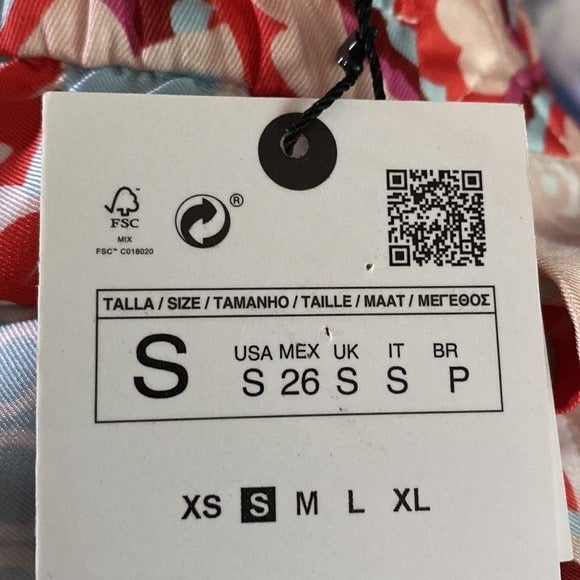 FSC
MIX
FSC™ C018020
®
TALLA / SIZE / TAMANHO / TAILLE / MAAT / ΜΕΓΕΘΟΣ
S
USA MEX UK IT BR
S 26 S S P
XS S M L XL